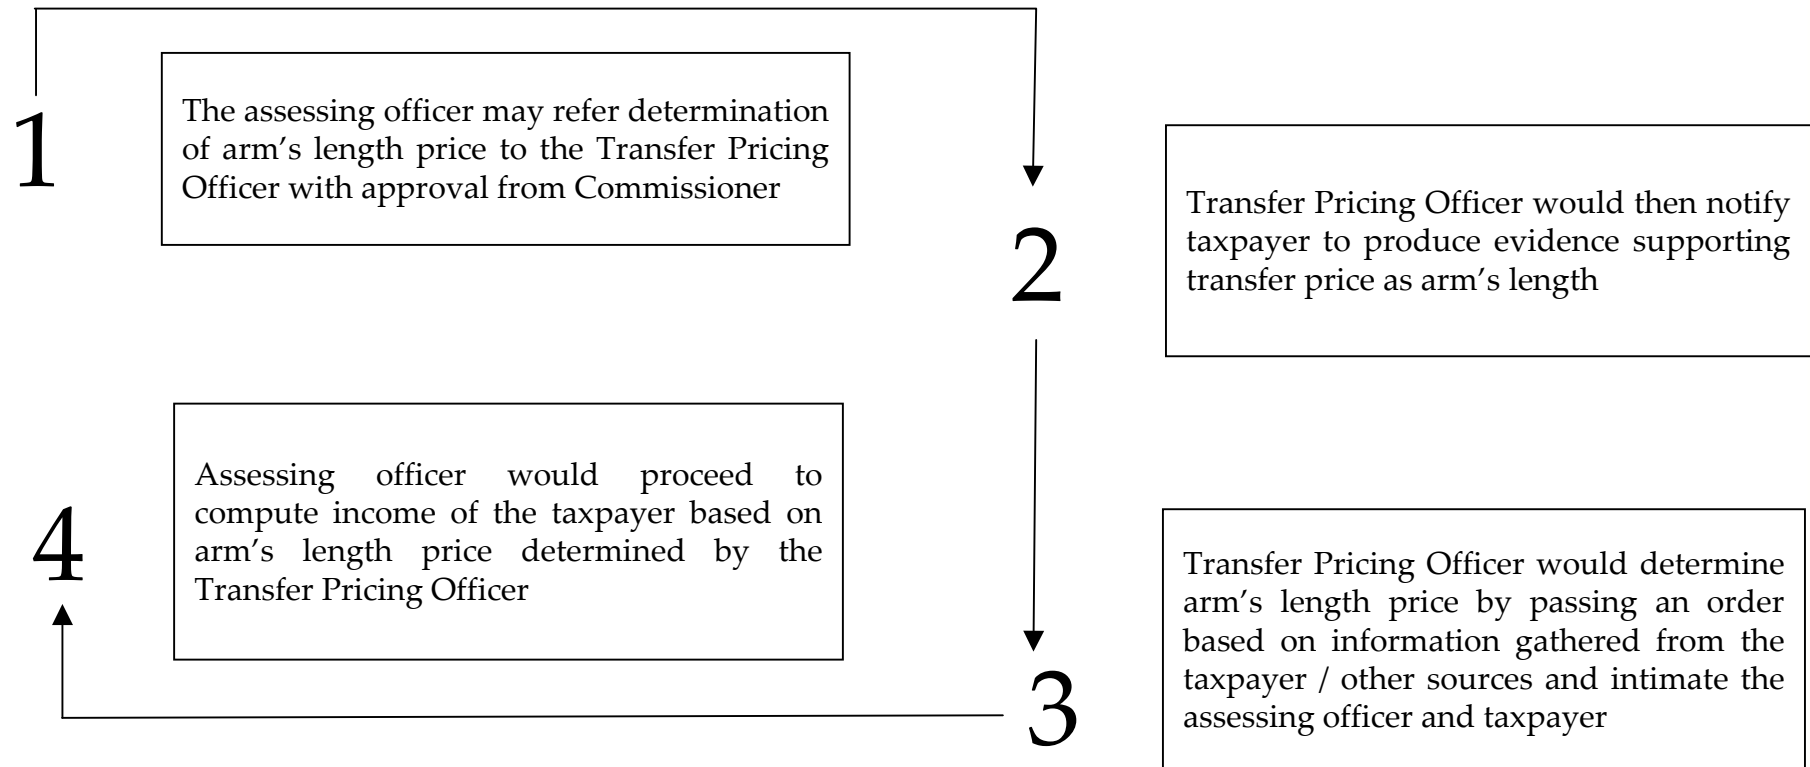 1
The assessing officer may refer determination
of arm’s length price to the Transfer Pricing
Officer with approval from Commissioner
2
Transfer Pricing Officer would then notify
taxpayer to produce evidence supporting
transfer price as arm’s length
3
Transfer Pricing Officer would determine
arm’s length price by passing an order
based on information gathered from the
taxpayer / other sources and intimate the
assessing officer and taxpayer
4
Assessing officer would proceed to
compute income of the taxpayer based on
arm’s length price determined by the
Transfer Pricing Officer